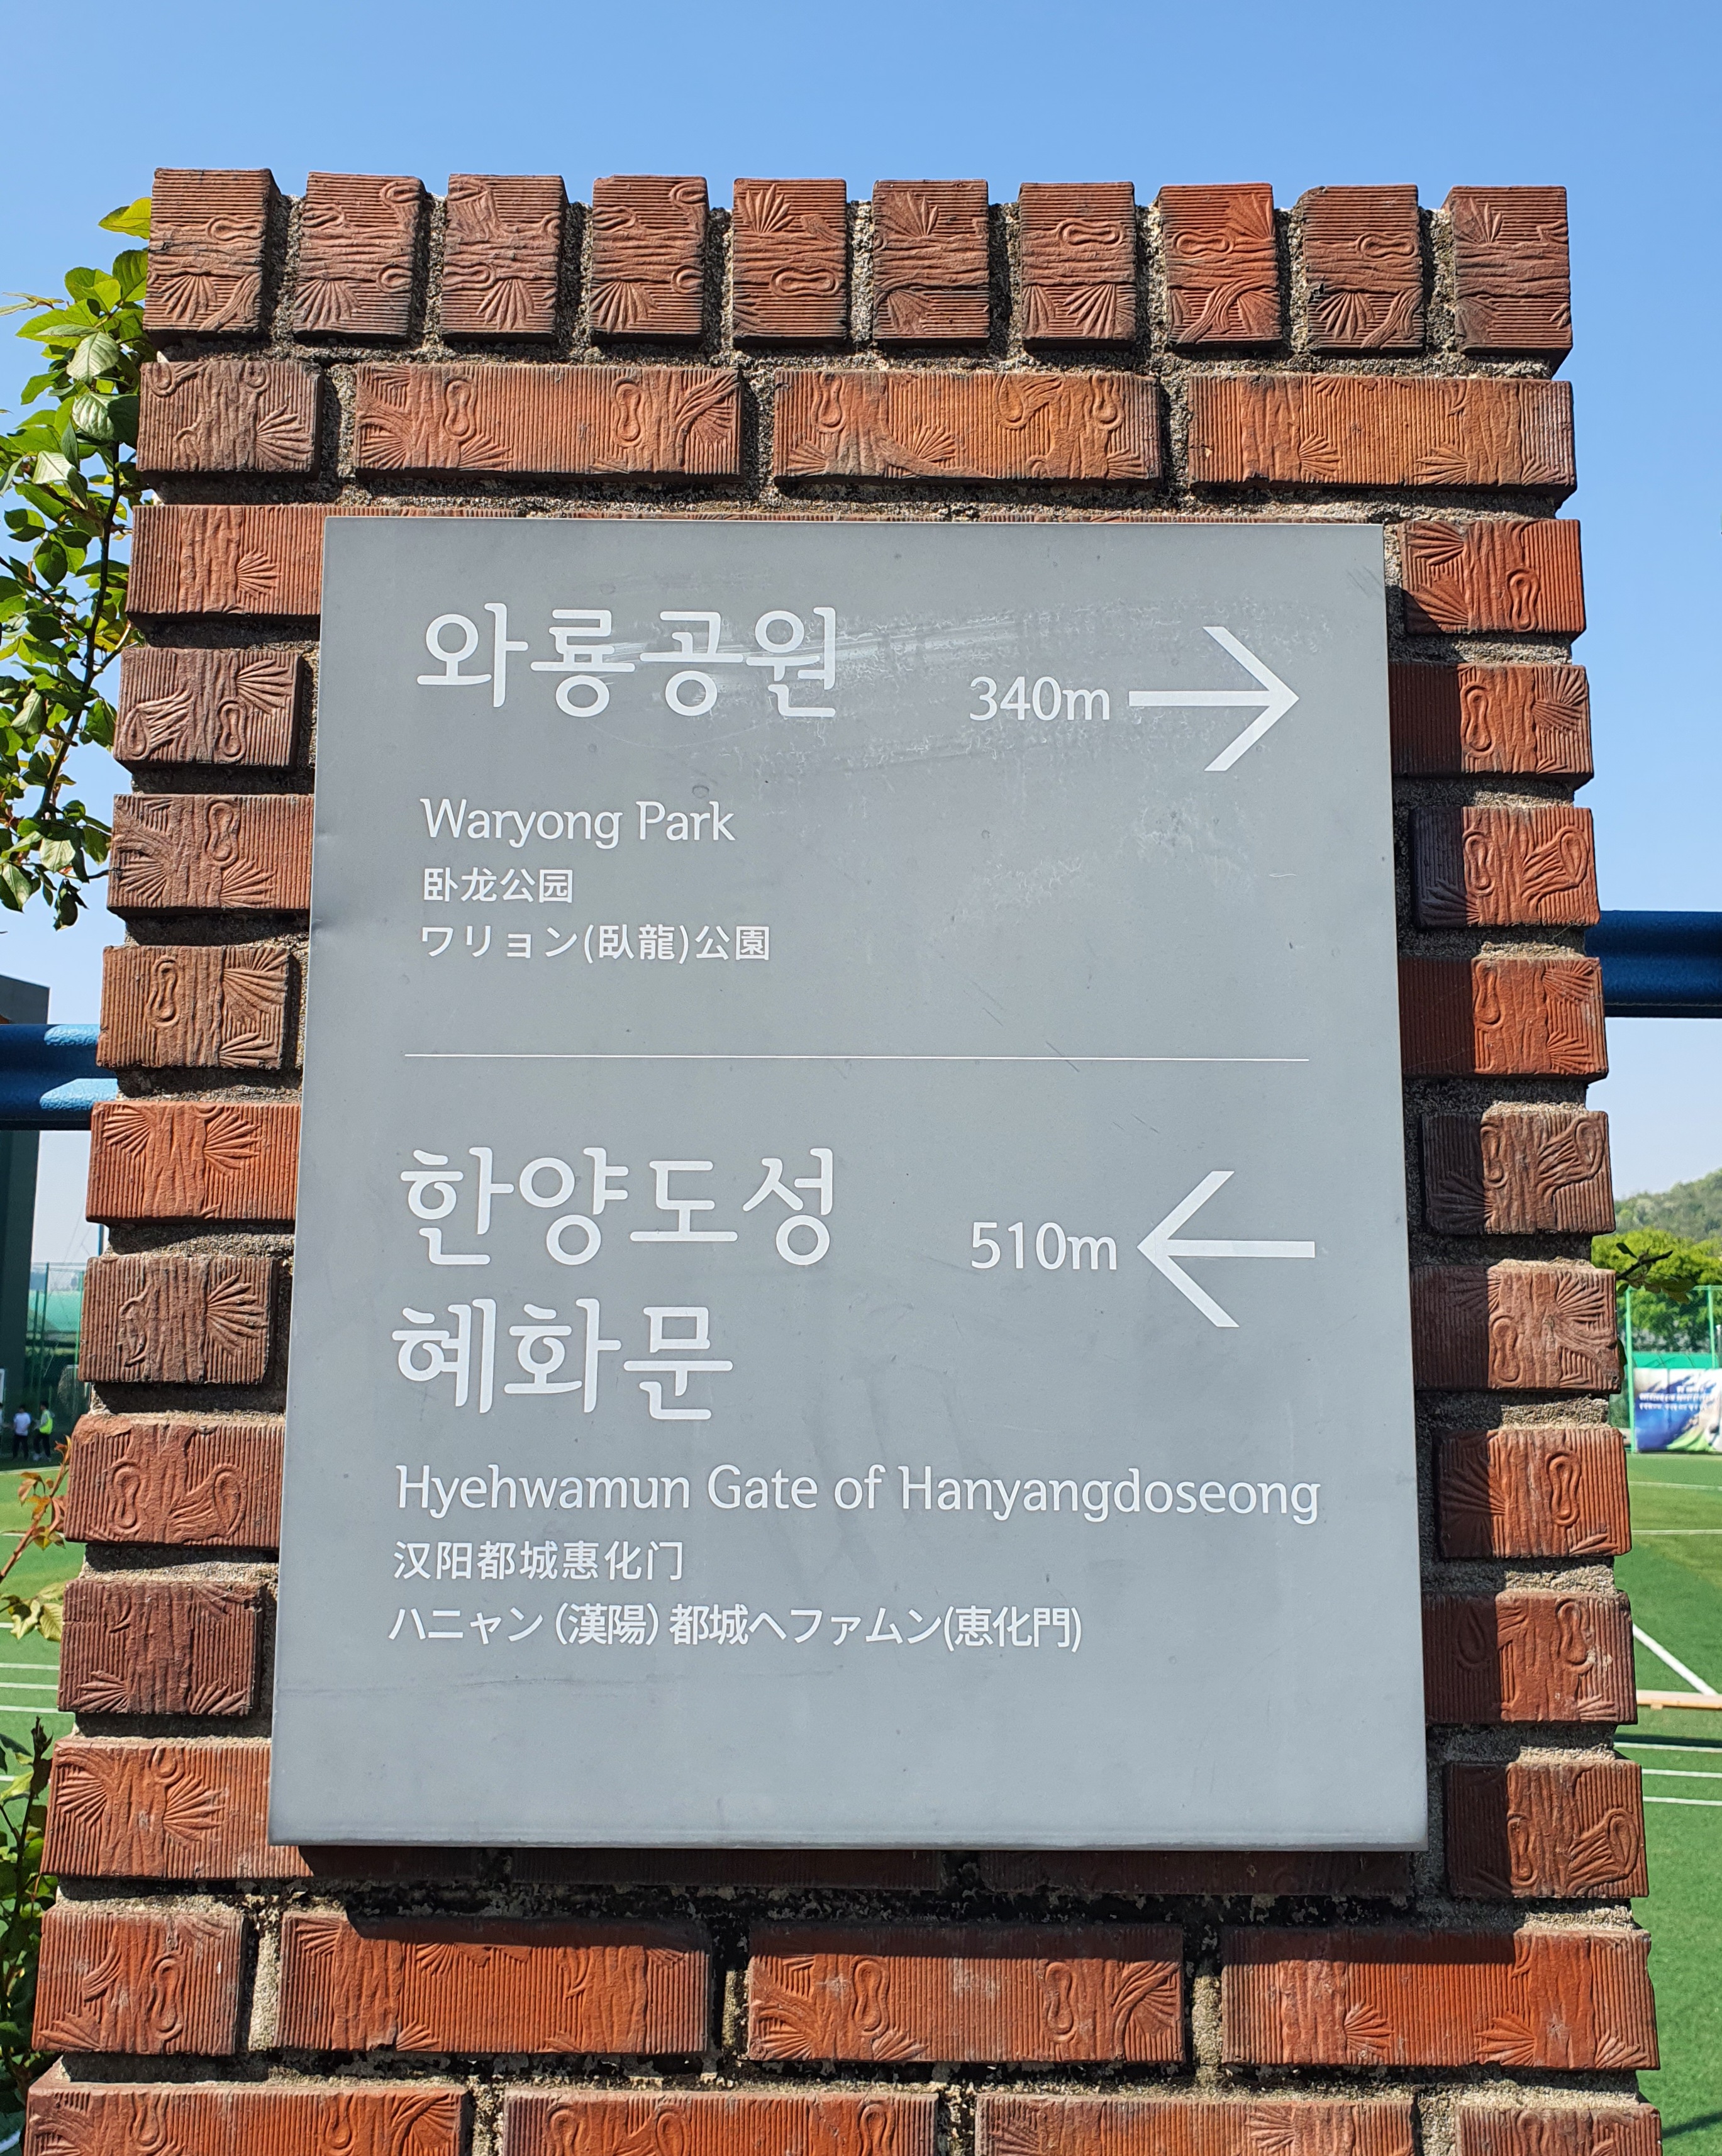 와룡공원 340m →
Waryong Park
卧龙公园
ワリョン(臥龍)公園
한양도성 510m ←
혜화문
Hyehwamun Gate of Hanyangdoseong
汉阳都城惠化门
ハニャン（漢陽）都城ヘファムン(恵化門)